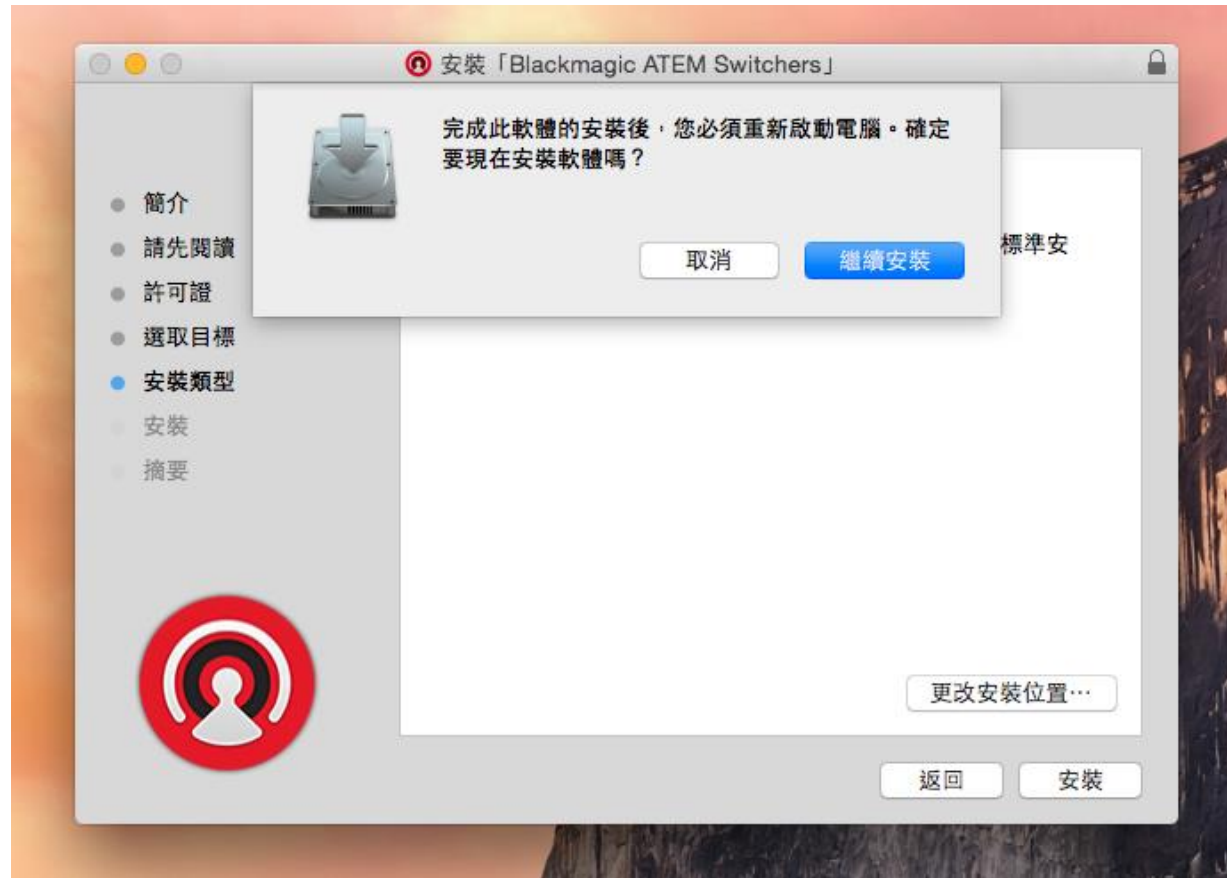 安裝「Blackmagic ATEM Switchers」
完成此軟體的安裝後，您必須重新啟動電腦。確定
要現在安裝軟體嗎？
取消
繼續安裝
簡介
請先閱讀
許可證
選取目標
安裝類型
安裝
摘要
標準安
更改安裝位置⋯
返回
安裝